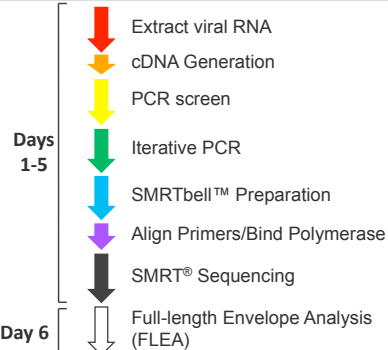 Extract viral RNA
cDNA Generation
PCR screen
Days
1-5
Iterative PCR
SMRTbell™ Preparation
Align Primers/Bind Polymerase
SMRT® Sequencing
Day 6
Full-length Envelope Analysis
(FLEA)